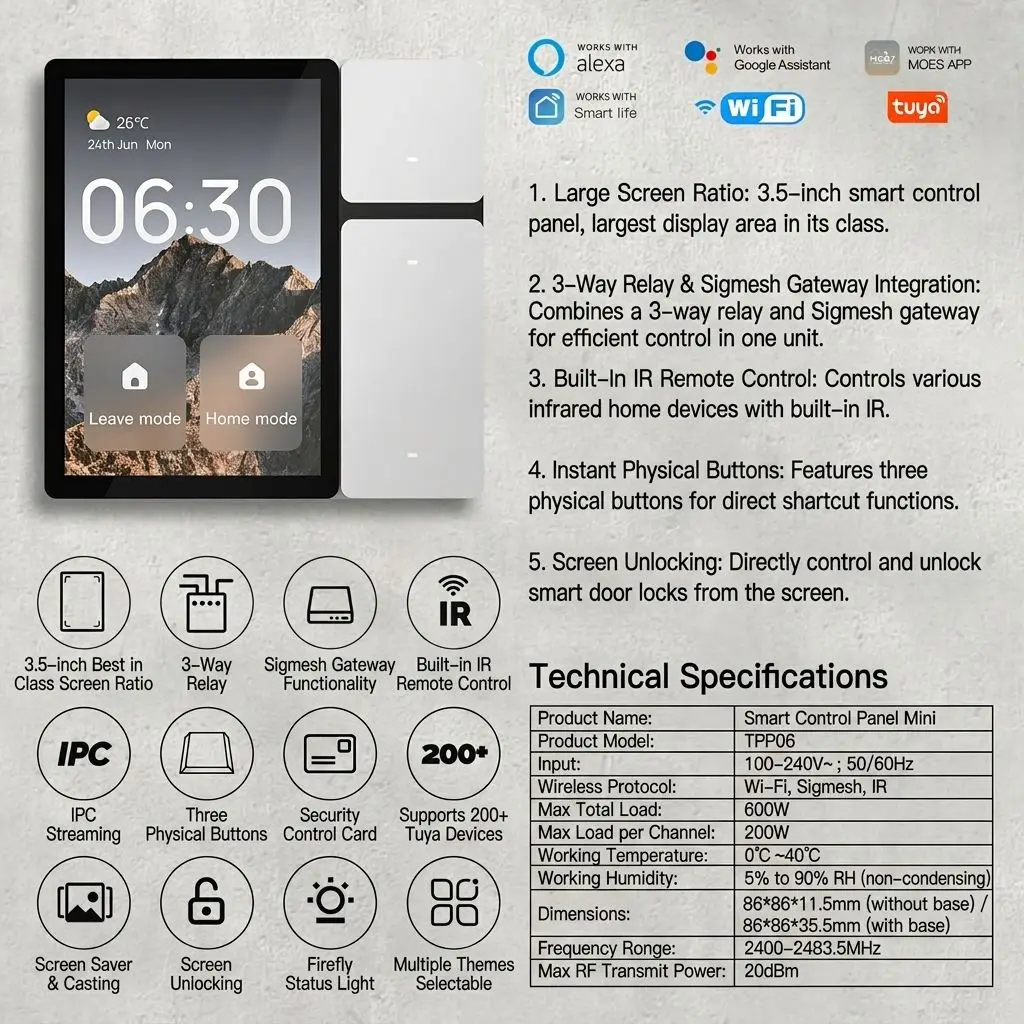 26℃
24th Jun Mon
06:30
Leave mode
Home mode
WORKS WITH
alexa
Works with
Google Assistant
WOPK WITH
MOES APP
WORKS WITH
Smart life
Wi Fi
tuya
1. Large Screen Ratio: 3.5-inch smart control
panel, largest display area in its class.
2. 3-Way Relay & Sigmesh Gateway Integration:
Combines a 3-way relay and Sigmesh gateway
for efficient control in one unit.
3. Built-In IR Remote Control: Controls various
infrared home devices with built-in IR.
4. Instant Physical Buttons: Features three
physical buttons for direct shartcut functions.
5. Screen Unlocking: Directly control and unlock
smart door locks from the screen.
3.5-inch Best in
Class Screen Ratio
3-Way
Relay
Sigmesh Gateway
Functionality
IR
Built-in IR
Remote Control
IPC
IPC
Streaming
Three
Physical Buttons
Security
Control Card
200+
Supports 200+
Tuya Devices
Screen Saver
& Casting
Screen
Unlocking
Firefly
Status Light
Multiple Themes
Selectable
Technical Specifications
Product Name: Smart Control Panel Mini
Product Model: TPP06
Input: 100-240V~ ; 50/60Hz
Wireless Protocol: Wi-Fi, Sigmesh, IR
Max Total Load: 600W
Max Load per Channel: 200W
Working Temperature: 0℃ ~40℃
Working Humidity: 5% to 90% RH (non-condensing)
Dimensions: 86*86*11.5mm (without base) /
86*86*35.5mm (with base)
Frequency Range: 2400-2483.5MHz
Max RF Transmit Power: 20dBm